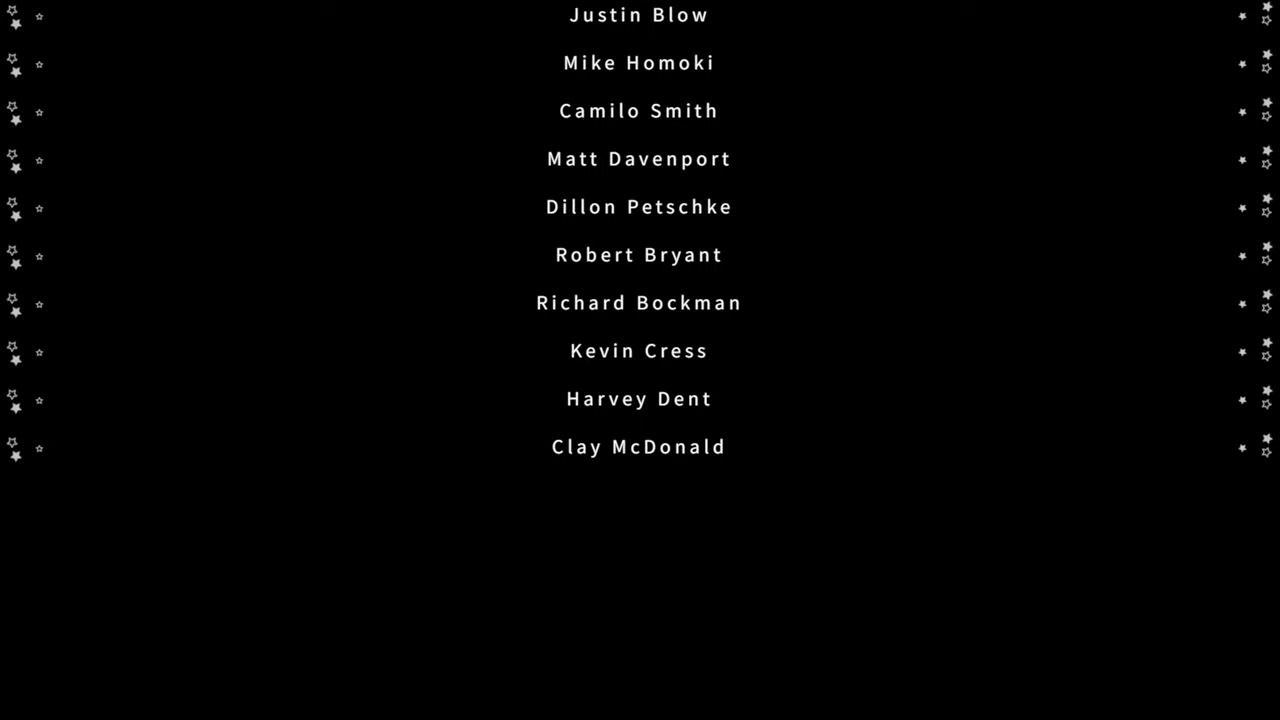 Justin Blow
Mike Homoki
Camilo Smith
Matt Davenport
Dillon Petschke
Robert Bryant
Richard Bockman
Kevin Cress
Harvey Dent
Clay McDonald